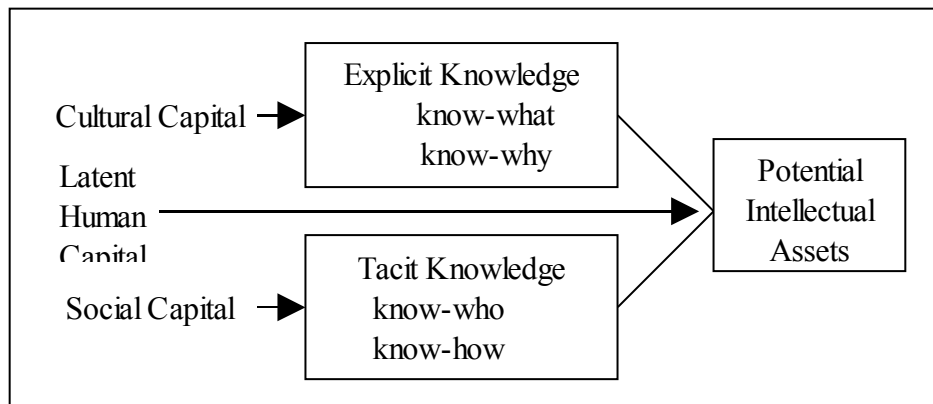 Cultural Capital
Explicit Knowledge
know-what
know-why
Latent
Human
Capital
Potential
Intellectual
Assets
Social Capital
Tacit Knowledge
know-who
know-how